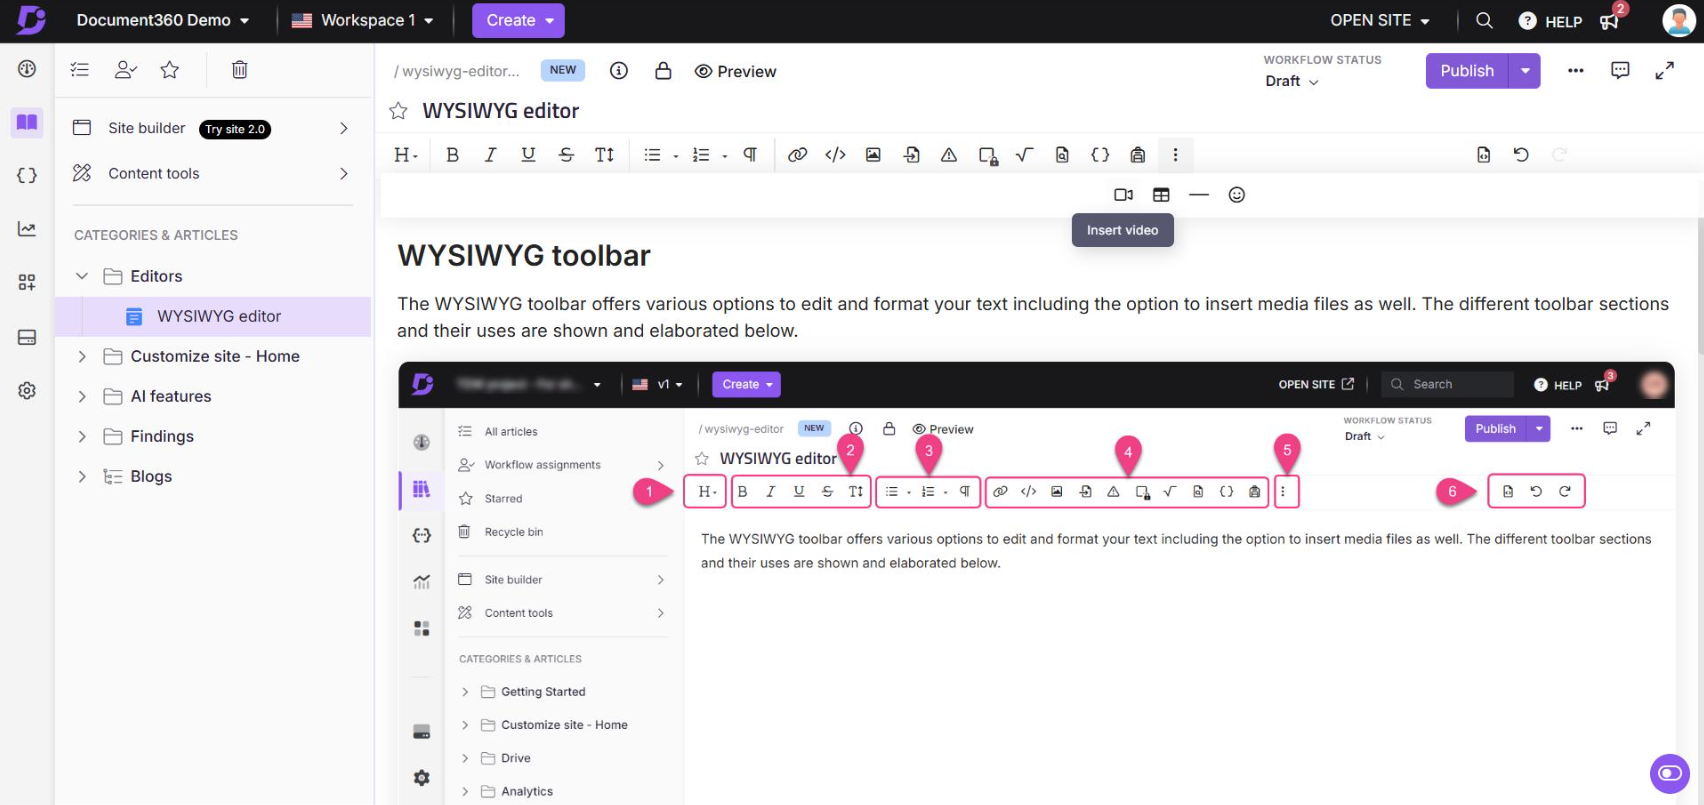 Document360 Demo
Workspace 1
Create
OPEN SITE
HELP
2
/ wysiwyg-editor...
NEW
Preview
WORKFLOW STATUS
Draft
Publish
WYSIWYG editor
Site builder
Try site 2.0
Content tools
CATEGORIES & ARTICLES
Editors
WYSIWYG editor
Customize site - Home
AI features
Findings
Blogs
H B I U S T
Insert video
WYSIWYG toolbar
The WYSIWYG toolbar offers various options to edit and format your text including the option to insert media files as well. The different toolbar sections
and their uses are shown and elaborated below.
v1
Create
OPEN SITE
Search
HELP
3
All articles
Workflow assignments
Starred
Recycle bin
Site builder
Content tools
CATEGORIES & ARTICLES
Getting Started
Customize site - Home
Drive
Analytics
/ wysiwyg-editor
NEW
Preview
WORKFLOW STATUS
Draft
Publish
WYSIWYG editor
1
2
3
4
5
6
H B I U S T
The WYSIWYG toolbar offers various options to edit and format your text including the option to insert media files as well. The different toolbar sections
and their uses are shown and elaborated below.